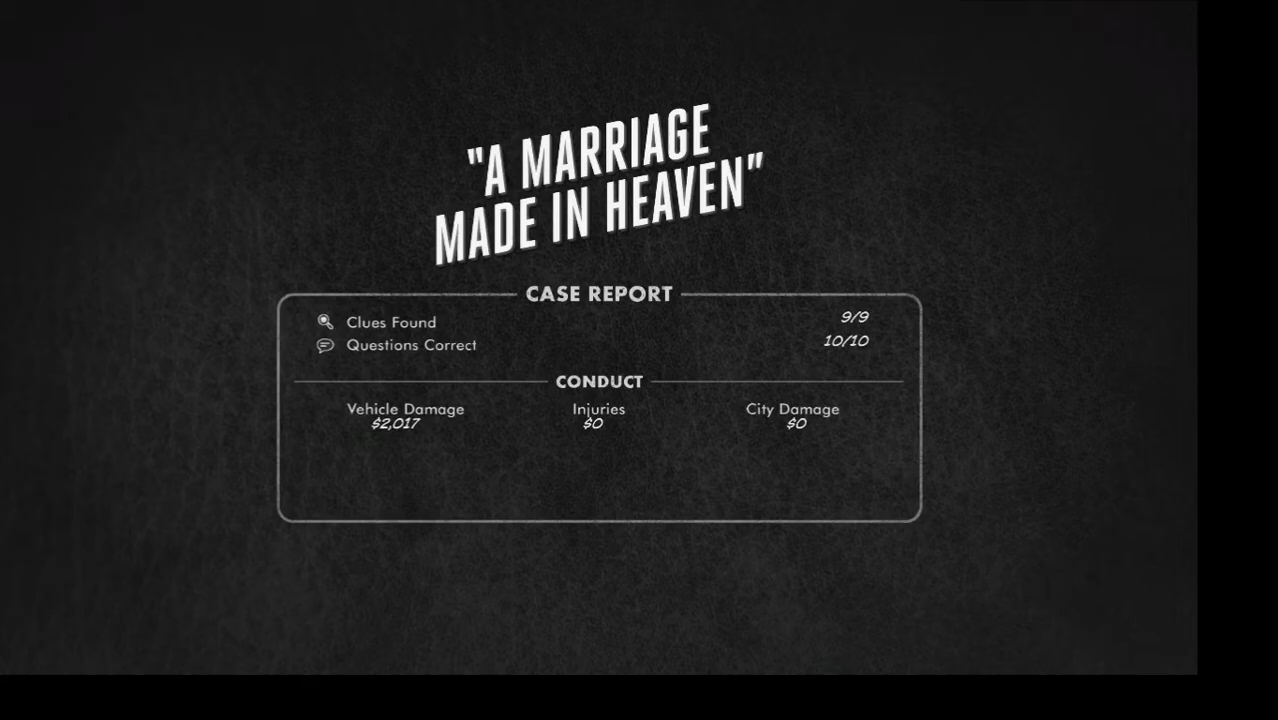 "A MARRIAGE
MADE IN HEAVEN"
CASE REPORT
Clues Found 9/9
Questions Correct 10/10
CONDUCT
Vehicle Damage Injuries City Damage
$2,017 $0 $0